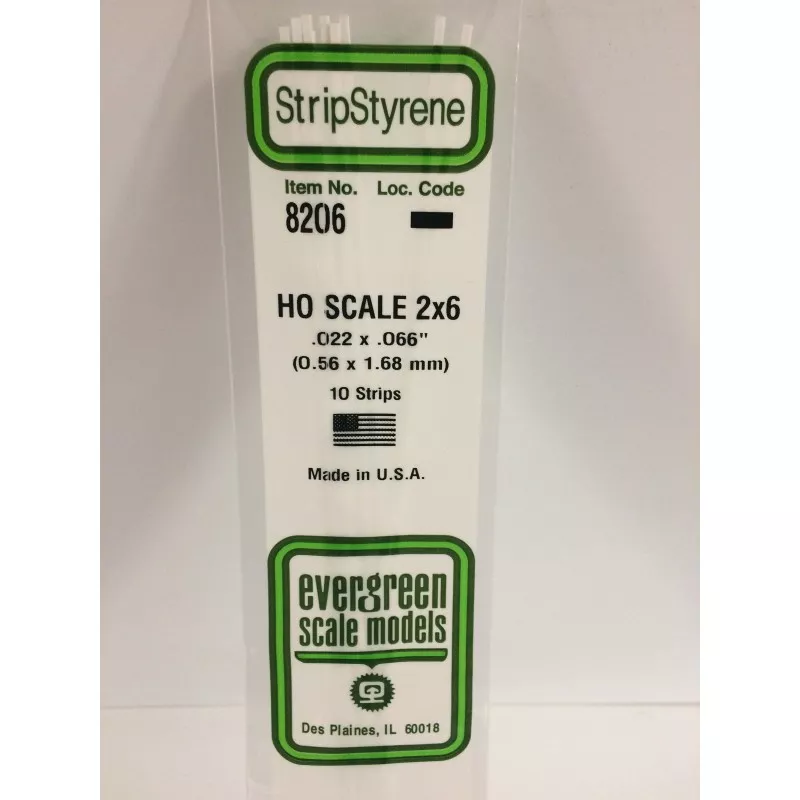 StripStyrene
Item No. Loc. Code
8206
HO SCALE 2x6
.022 x .066"
(0.56 x 1.68 mm)
10 Strips
Made in U.S.A.
evergreen
scale models
Des Plaines, IL 60018